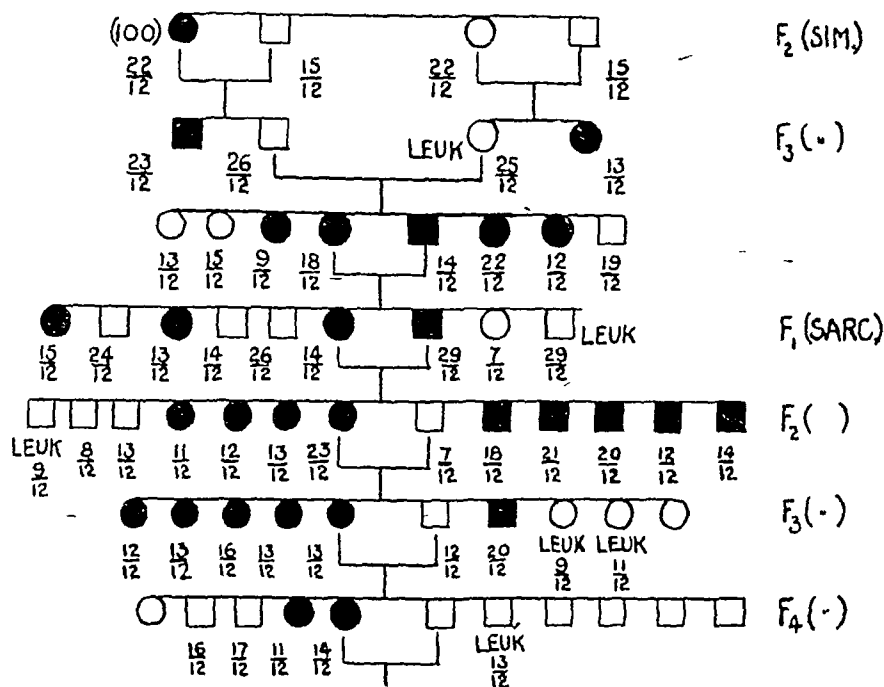 (100) F₂ (SIM.)
22/12 15/12 22/12 15/12
LEUK F₃ (")
23/12 26/12 25/12 13/12
13/12 15/12 9/12 18/12 14/12 22/12 12/12 19/12
LEUK F₁ (SARC.)
15/12 24/12 13/12 14/12 26/12 14/12 29/12 7/12 29/12
F₂ ( )
LEUK 9/12 8/12 13/12 11/12 12/12 13/12 23/12 7/12 18/12 21/12 20/12 12/12 14/12
F₃ (")
12/12 13/12 16/12 13/12 13/12 12/12 20/12 LEUK 9/12 LEUK 11/12
F₄ (")
16/12 17/12 11/12 14/12 LEUK 13/12